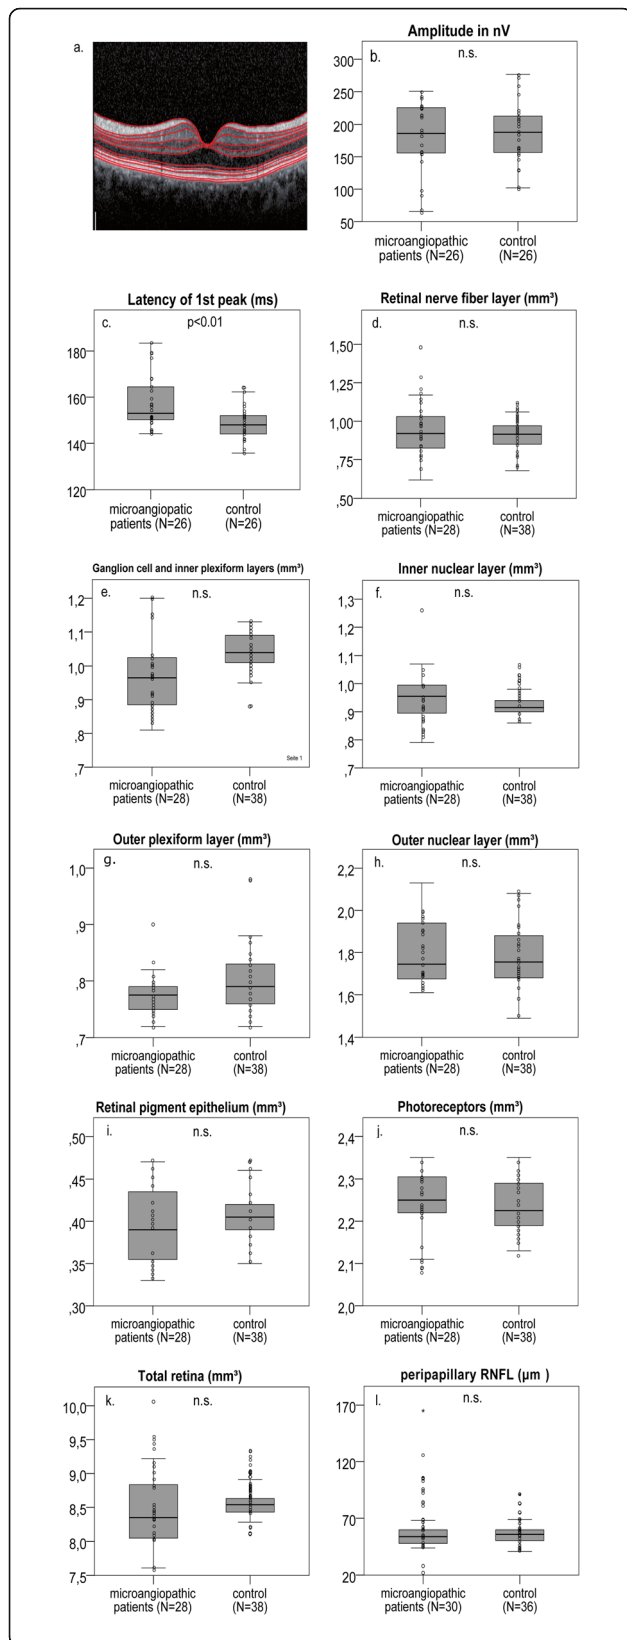 a.
Amplitude in nV
b.
n.s.
300
250
200
150
100
50
microangiopathic
patients (N=26)
control
(N=26)
Latency of 1st peak (ms)
c.
p<0.01
180
160
140
120
microangiopatic
patients (N=26)
control
(N=26)
Retinal nerve fiber layer (mm³)
d.
n.s.
1,50
1,25
1,00
,75
,50
microangiopathic
patients (N=28)
control
(N=38)
Ganglion cell and inner plexiform layers (mm³)
e.
n.s.
1,2
1,1
1,0
,9
,8
,7
Seite 1
microangiopathic
patients (N=28)
control
(N=38)
Inner nuclear layer (mm³)
f.
n.s.
1,3
1,2
1,1
1,0
,9
,8
,7
microangiopathic
patients (N=28)
control
(N=38)
Outer plexiform layer (mm³)
g.
n.s.
1,0
,9
,8
,7
microangiopathic
patients (N=28)
control
(N=38)
Outer nuclear layer (mm³)
h.
n.s.
2,2
2,0
1,8
1,6
1,4
microangiopathic
patients (N=28)
control
(N=38)
Retinal pigment epithelium (mm³)
i.
n.s.
,50
,45
,40
,35
,30
microangiopathic
patients (N=28)
control
(N=38)
Photoreceptors (mm³)
j.
n.s.
2,4
2,3
2,2
2,1
2,0
microangiopathic
patients (N=28)
control
(N=38)
Total retina (mm³)
k.
n.s.
10,0
9,5
9,0
8,5
8,0
7,5
microangiopathic
patients (N=28)
control
(N=38)
peripapillary RNFL (µm )
l.
n.s.
170
120
70
20
microangiopathic
patients (N=30)
control
(N=36)